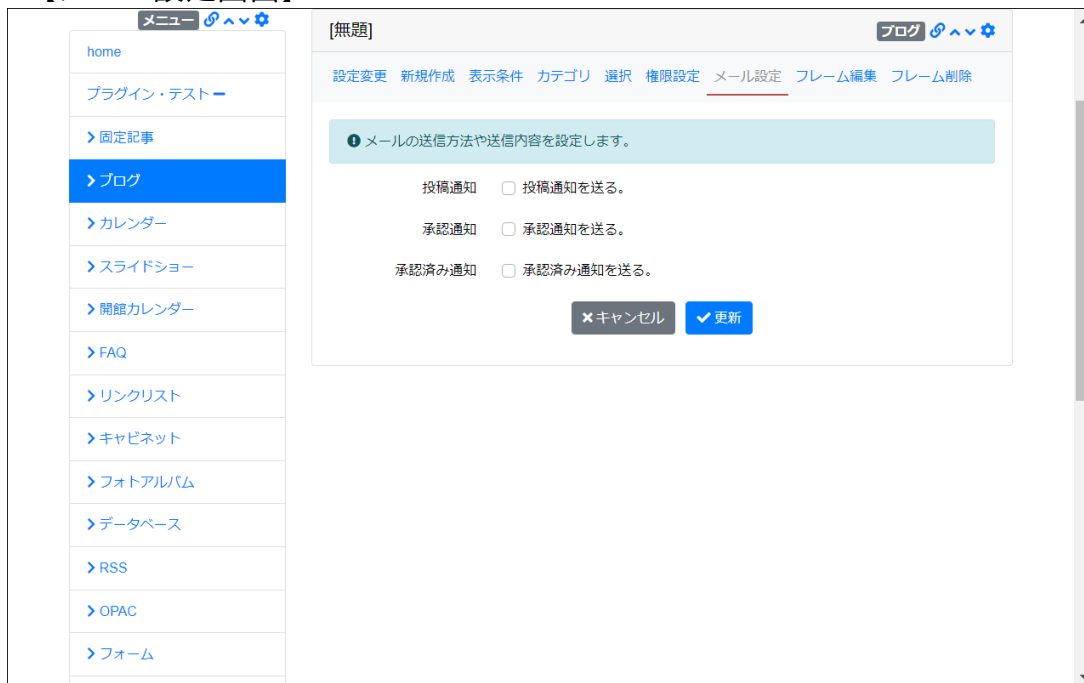 メニュー
home
プラグイン・テスト
固定記事
ブログ
カレンダー
スライドショー
開館カレンダー
FAQ
リンクリスト
キャビネット
フォトアルバム
データベース
RSS
OPAC
フォーム
[無題] ブログ
設定変更 新規作成 表示条件 カテゴリ 選択 権限設定 メール設定 フレーム編集 フレーム削除
メールの送信方法や送信内容を設定します。
投稿通知 投稿通知を送る。
承認通知 承認通知を送る。
承認済み通知 承認済み通知を送る。
キャンセル 更新